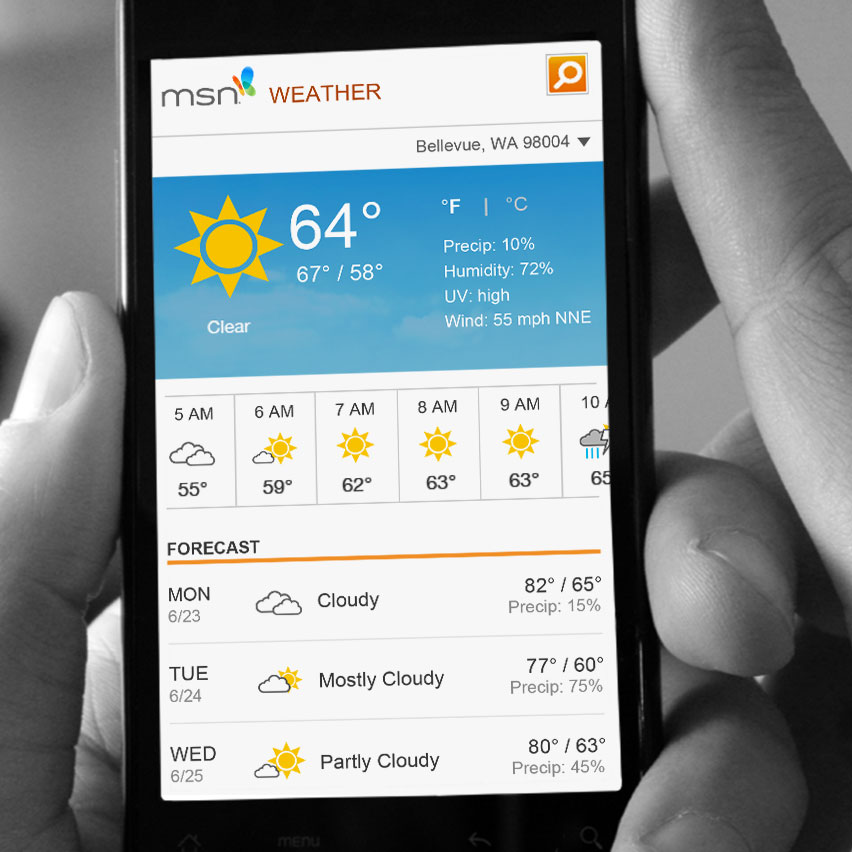 msn WEATHER
Bellevue, WA 98004
64°
°F | °C
67° / 58°
Precip: 10%
Humidity: 72%
UV: high
Wind: 55 mph NNE
Clear
5 AM 6 AM 7 AM 8 AM 9 AM 10 A
55° 59° 62° 63° 63° 65
FORECAST
MON Cloudy 82° / 65°
6/23 Precip: 15%
TUE Mostly Cloudy 77° / 60°
6/24 Precip: 75%
WED Partly Cloudy 80° / 63°
6/25 Precip: 45%
menu